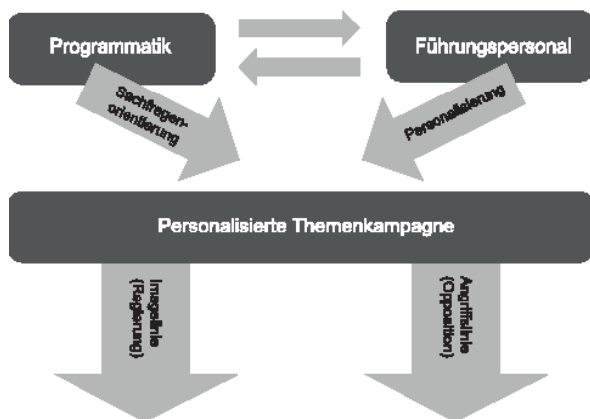 Programmatik
Führungspersonal
Sachfragen-
orientierung
Personalisierung
Personalisierte Themenkampagne
Imagelinie
(Regierung)
Angriffslinie
(Opposition)